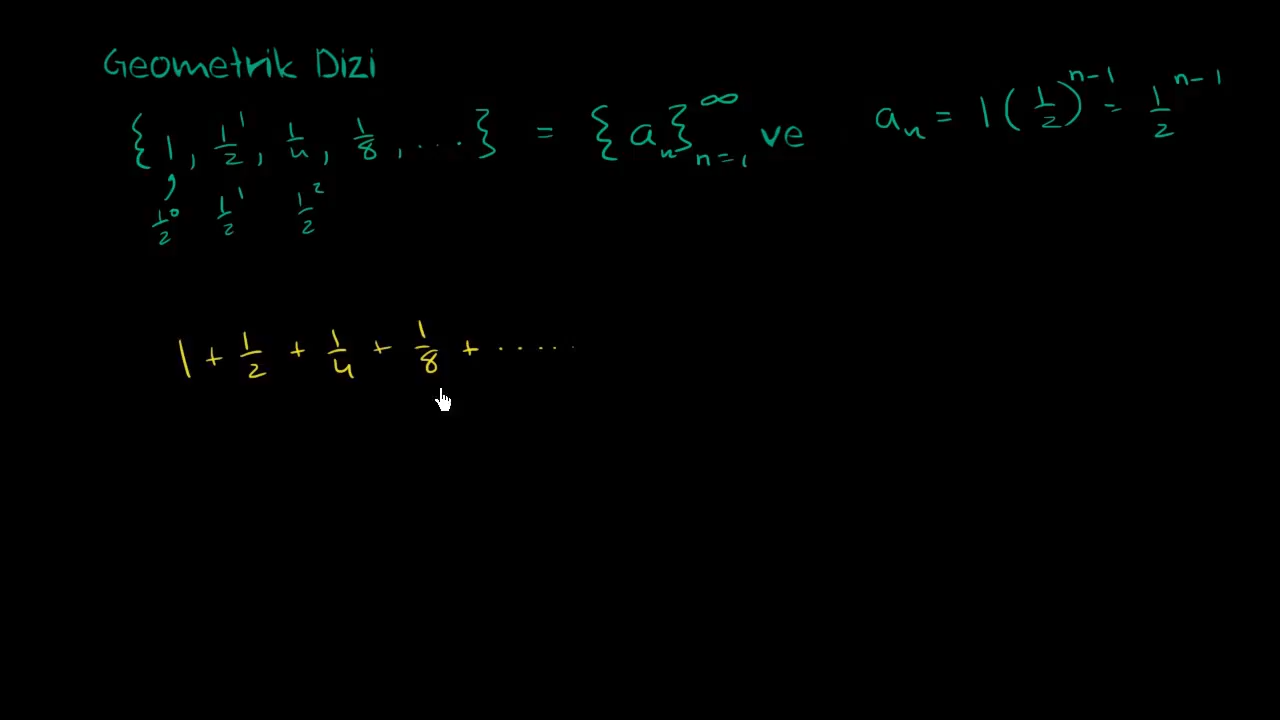 Geometrik Dizi
{1, 1/2¹, 1/4, 1/8, ....} = {aₙ}ₙ₌₁^∞ ve aₙ = 1(1/2)ⁿ⁻¹ = 1/2ⁿ⁻¹
1/2⁰ 1/2¹ 1/2²
1 + 1/2 + 1/4 + 1/8 + .....